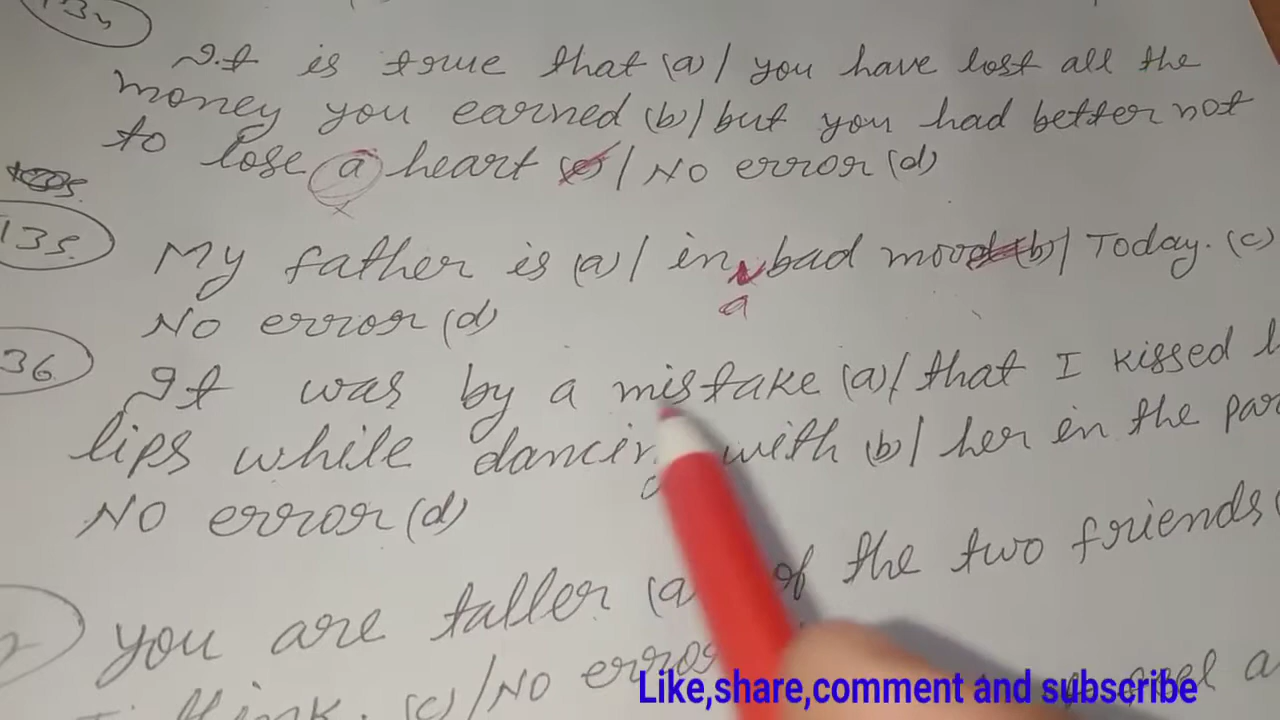 134
It is true that (a)/ you have lost all the
money you earned (b)/ but you had better not
to lose a heart (c)/ No error (d)
135.
My father is (a)/ in bad mood (b)/ Today. (c)
a
No error (d)
36.
It was by a mistake (a)/ that I kissed
lips while dancing with (b)/ her in the
No error (d)
you are taller (a) of the two friends
think. (c)/ No error
Like,share,comment and subscribe